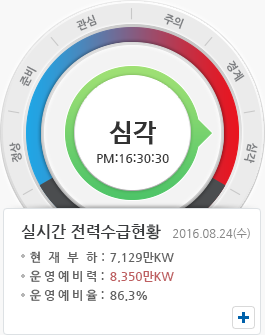 정상
준비
관심
주의
경계
심각
심각
PM:16:30:30
실시간 전력수급현황 2016.08.24(수)
현 재 부 하 : 7,129만KW
운영예비력 : 8,350만KW
운영예비율 : 86.3%